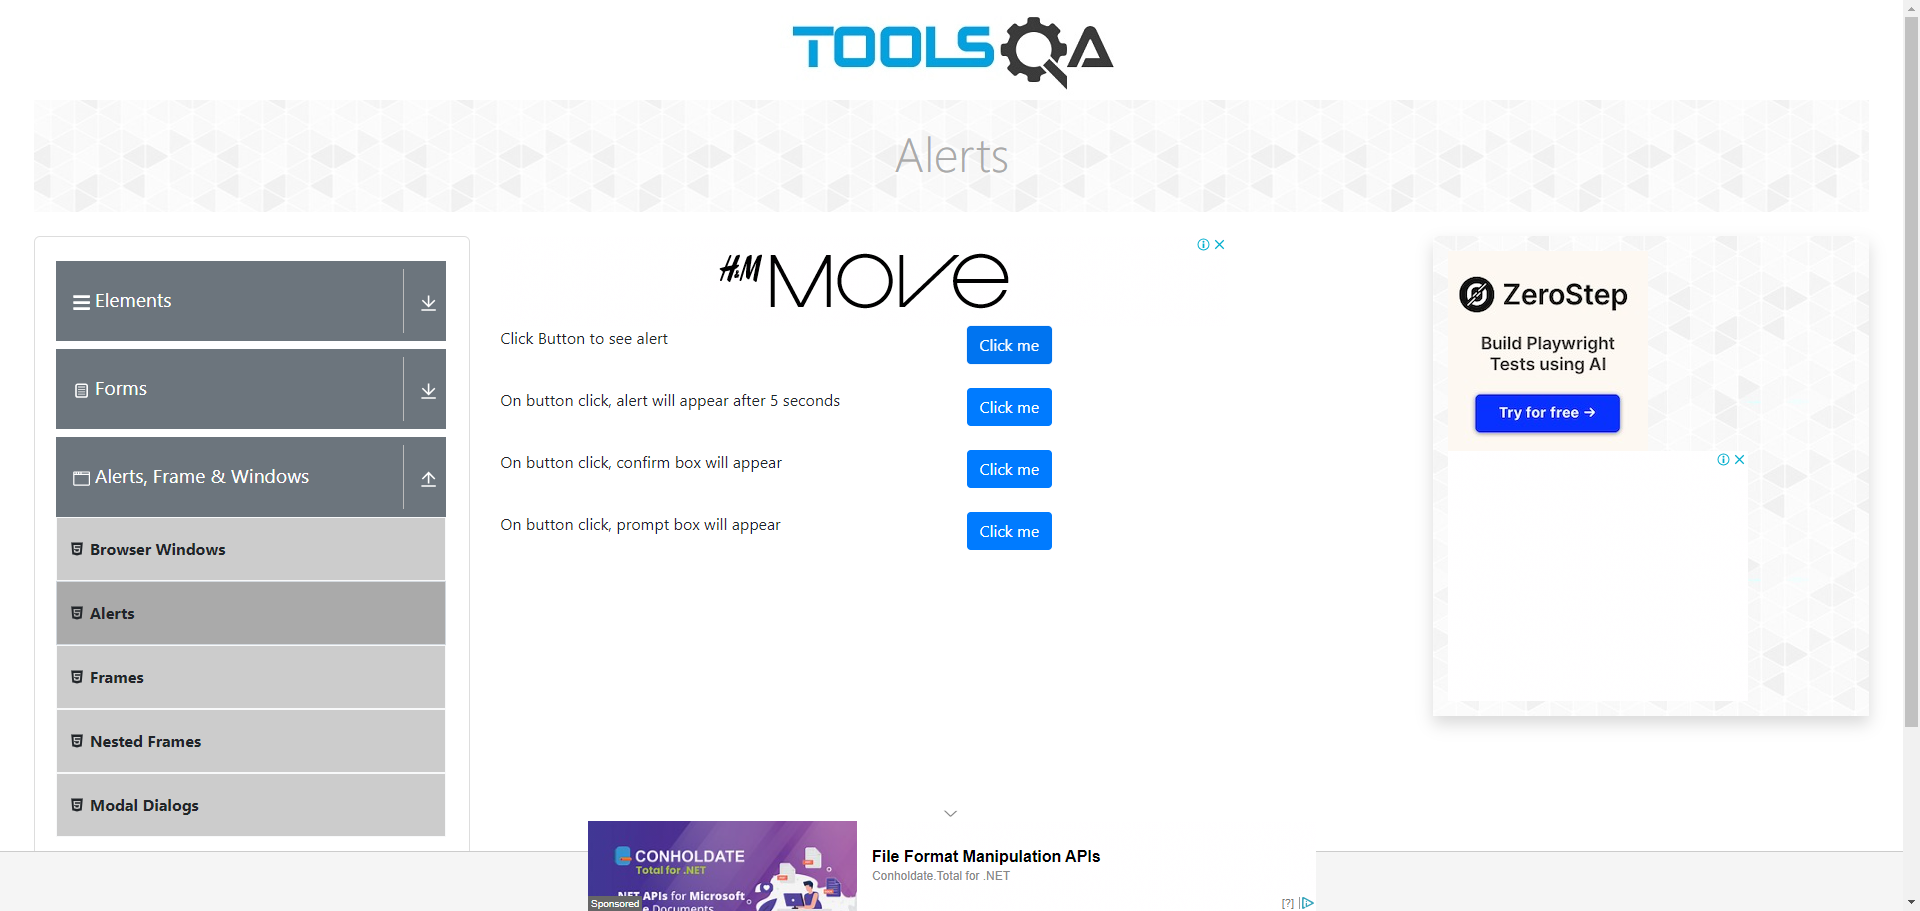 TOOLSQA
Alerts
Elements
Forms
Alerts, Frame & Windows
Browser Windows
Alerts
Frames
Nested Frames
Modal Dialogs
H&M MOVE
Click Button to see alert
Click me
On button click, alert will appear after 5 seconds
Click me
On button click, confirm box will appear
Click me
On button click, prompt box will appear
Click me
ZeroStep
Build Playwright
Tests using AI
Try for free →
CONHOLDATE
Total for .NET
.NET APIs for Microsoft
Documents
Sponsored
File Format Manipulation APIs
Conholdate.Total for .NET
[?]